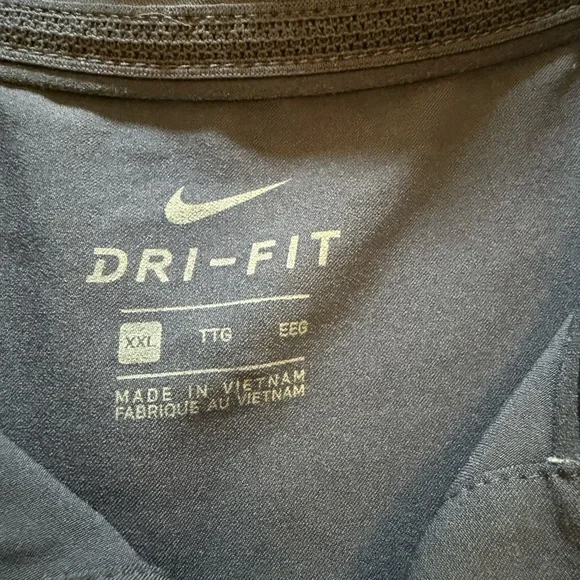 DRI-FIT
XXL TTG EEG
MADE IN VIETNAM
FABRIQUE AU VIETNAM